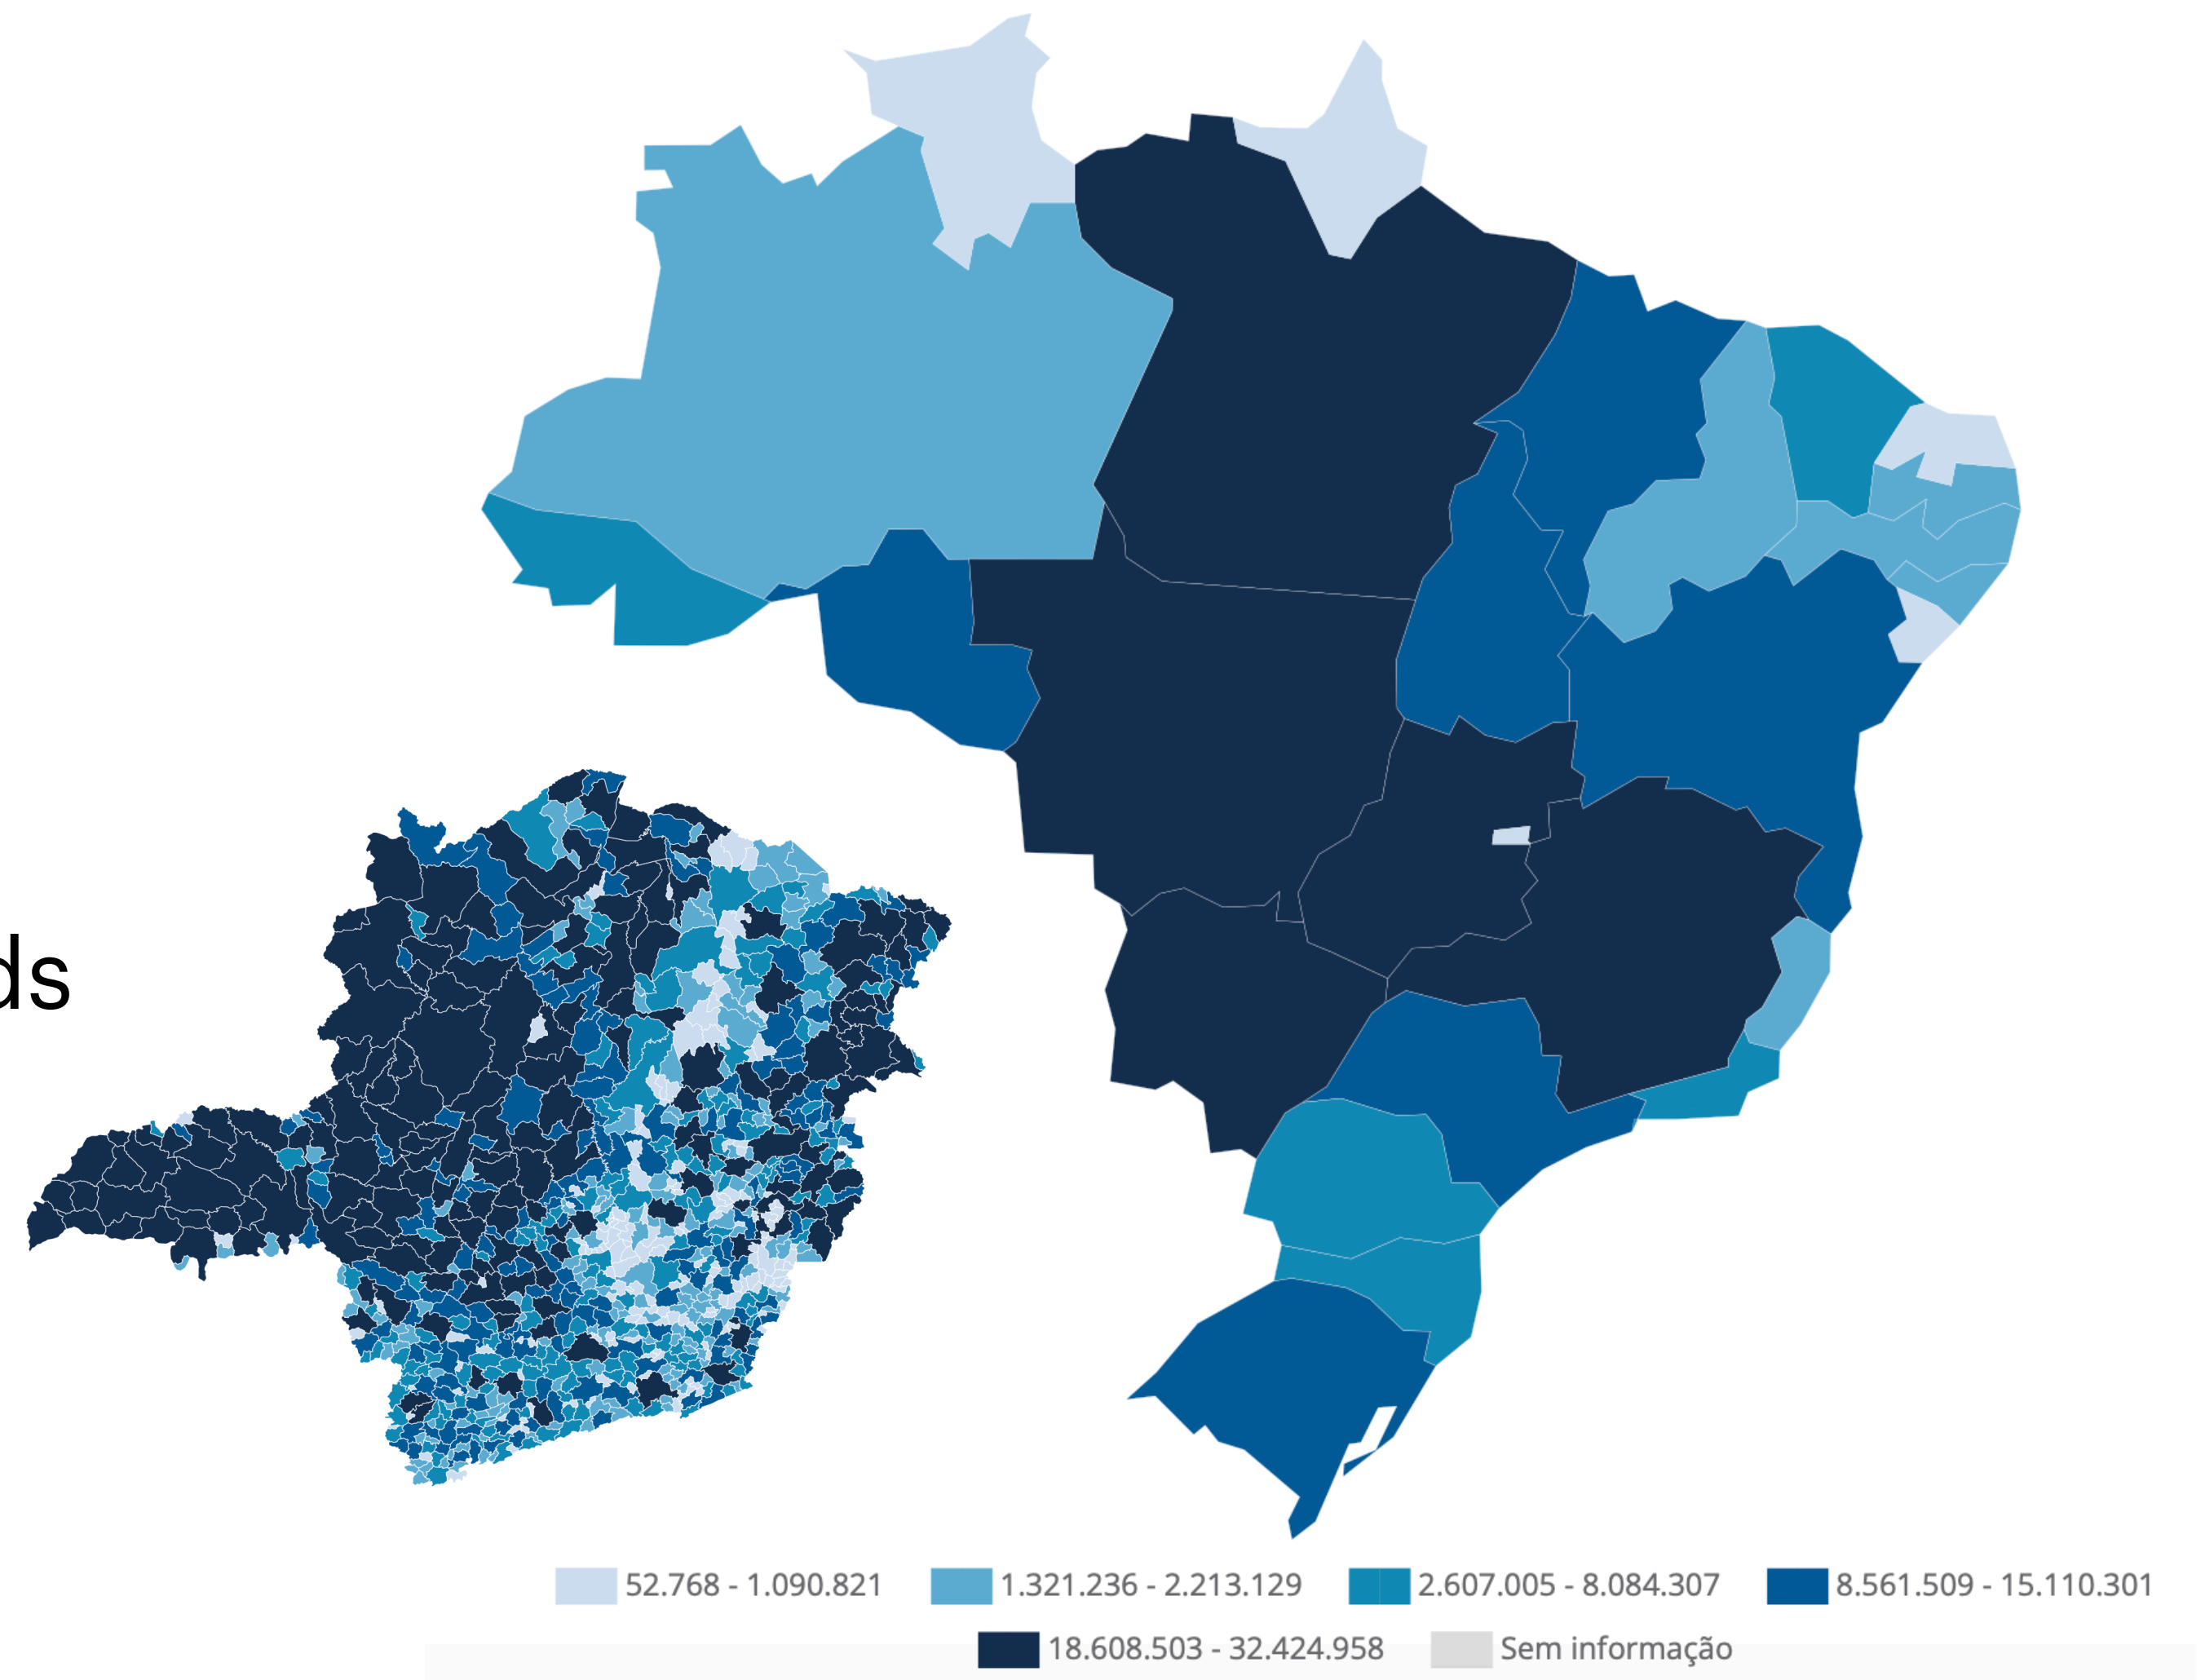 ds
52.768 - 1.090.821 1.321.236 - 2.213.129 2.607.005 - 8.084.307 8.561.509 - 15.110.301
18.608.503 - 32.424.958 Sem informação